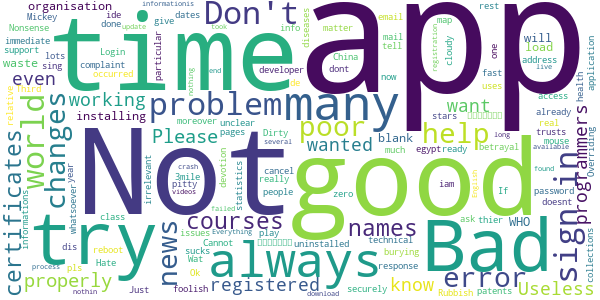 informationis
organisation
dates
Don't
update
took
diseases
email
map
rest
application
Mickey
ide
done
give
end
matter
registration
cloudy
one
will
Nonsense
lots
Login
occurred
developer
mail
China
load
immediate
support
waste
complaint
nothing
tell
now
dont
address
live
time
app
even
sing
particular
fast
uses
access
health
working
problem
many
want
already
relative
Third
installing
moreover
unclear
Please
poor
help
stars
real
trusts
mouse
world
changes
pages
wanted
blank
much
egypt
ready
betrayal
long
several
Dirty
crash
3mile
pitty
videos
devotion
statistics
cancel
really
people
zero
iam
English
If
password
doesnt
available
found
programmers
Overriding
certificates
year
Whatsoever
irrelevant
Not
good
sign in
informations
class
failed
Everything
courses
names
WHO
ask
thier
collections
try
news
issues
play
Cannot
uninstalled
burying
technical
response
reboot
dis
sucks
Wat
always
Bad
pls
Hate
Ok
foolish
registered
know
error
patents
properly
process
nothin
Just
download
securely
Rubbish
Useless